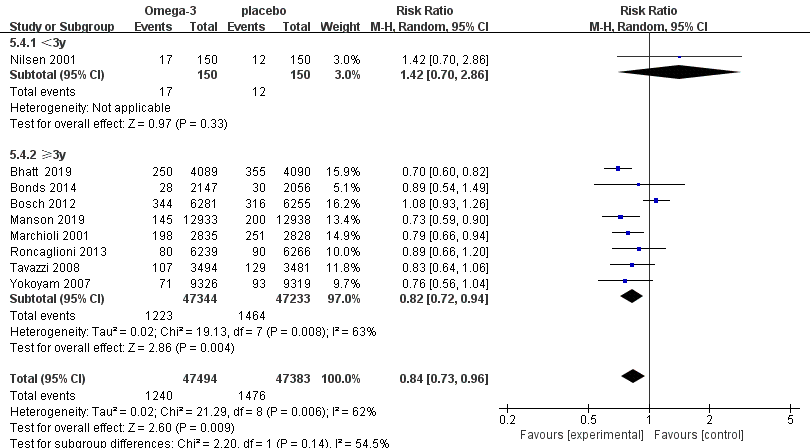 Omega-3 placebo Risk Ratio Risk Ratio
Study or Subgroup Events Total Events Total Weight M-H, Random, 95% CI M-H, Random, 95% CI
5.4.1 <3y
Nilsen 2001 17 150 12 150 3.0% 1.42 [0.70, 2.86]
Subtotal (95% CI) 150 150 3.0% 1.42 [0.70, 2.86]
Total events 17 12
Heterogeneity: Not applicable
Test for overall effect: Z = 0.97 (P = 0.33)
5.4.2 ≥3y
Bhatt 2019 250 4089 355 4090 15.9% 0.70 [0.60, 0.82]
Bonds 2014 28 2147 30 2056 5.1% 0.89 [0.54, 1.49]
Bosch 2012 344 6281 316 6255 16.2% 1.08 [0.93, 1.26]
Manson 2019 145 12933 200 12938 13.4% 0.73 [0.59, 0.90]
Marchioli 2001 198 2835 251 2828 14.9% 0.79 [0.66, 0.94]
Roncaglioni 2013 80 6239 90 6266 10.0% 0.89 [0.66, 1.20]
Tavazzi 2008 107 3494 129 3481 11.8% 0.83 [0.64, 1.06]
Yokoyam 2007 71 9326 93 9319 9.7% 0.76 [0.56, 1.04]
Subtotal (95% CI) 47344 47233 97.0% 0.82 [0.72, 0.94]
Total events 1223 1464
Heterogeneity: Tau² = 0.02; Chi² = 19.13, df = 7 (P = 0.008); I² = 63%
Test for overall effect: Z = 2.86 (P = 0.004)
Total (95% CI) 47494 47383 100.0% 0.84 [0.73, 0.96]
Total events 1240 1476
Heterogeneity: Tau² = 0.02; Chi² = 21.29, df = 8 (P = 0.006); I² = 62%
Test for overall effect: Z = 2.60 (P = 0.009)
Test for subgroup differences: Chi² = 2.20, df = 1 (P = 0.14), I² = 54.5%
0.2 0.5 1 2 5
Favours [experimental] Favours [control]